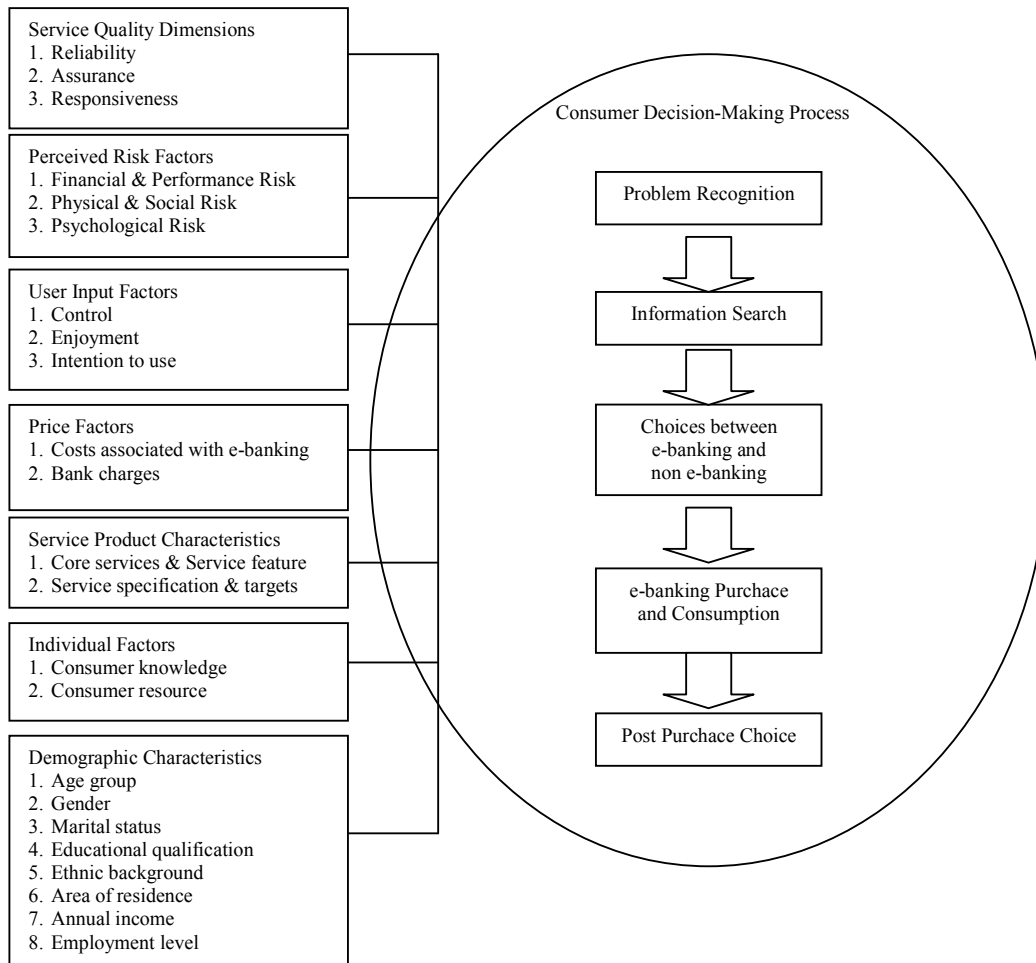 Service Quality Dimensions
1. Reliability
2. Assurance
3. Responsiveness
Perceived Risk Factors
1. Financial & Performance Risk
2. Physical & Social Risk
3. Psychological Risk
User Input Factors
1. Control
2. Enjoyment
3. Intention to use
Price Factors
1. Costs associated with e-banking
2. Bank charges
Service Product Characteristics
1. Core services & Service feature
2. Service specification & targets
Individual Factors
1. Consumer knowledge
2. Consumer resource
Demographic Characteristics
1. Age group
2. Gender
3. Marital status
4. Educational qualification
5. Ethnic background
6. Area of residence
7. Annual income
8. Employment level
Consumer Decision-Making Process
Problem Recognition
Information Search
Choices between
e-banking and
non e-banking
e-banking Purchace
and Consumption
Post Purchace Choice